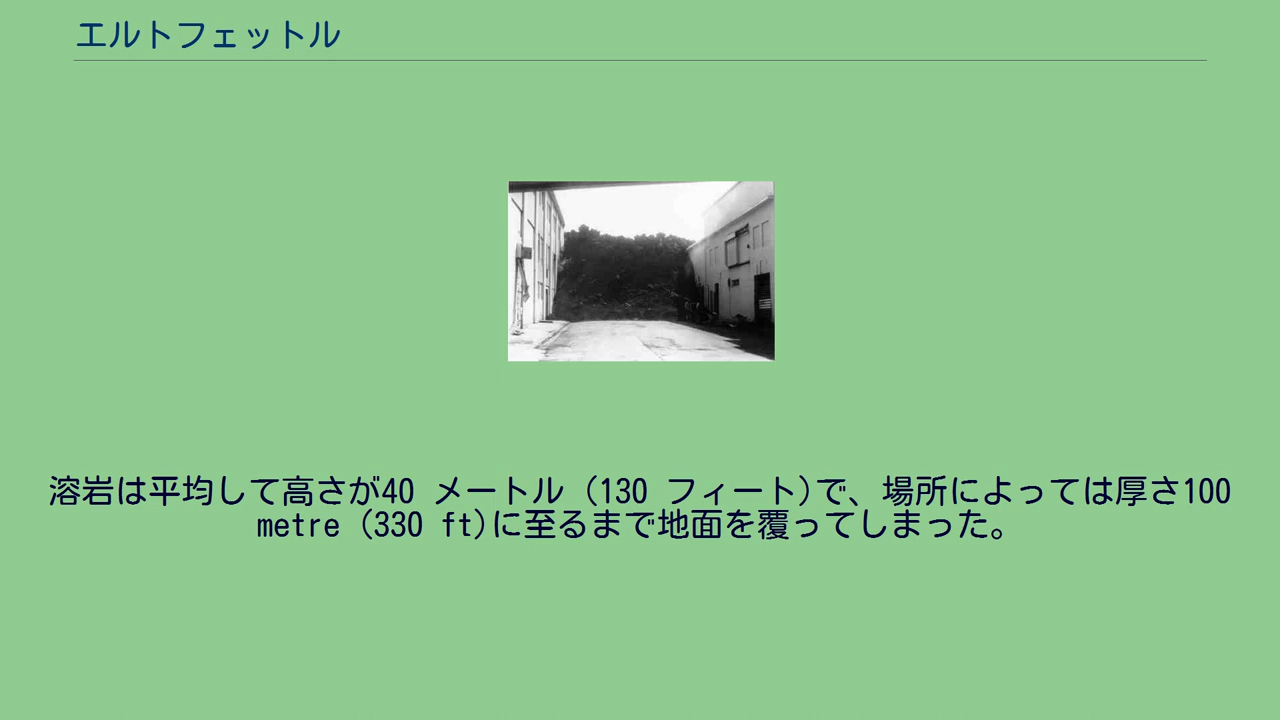 エルトフェットル
溶岩は平均して高さが40 メートル (130 フィート)で、場所によっては厚さ100
metre (330 ft)に至るまで地面を覆ってしまった。